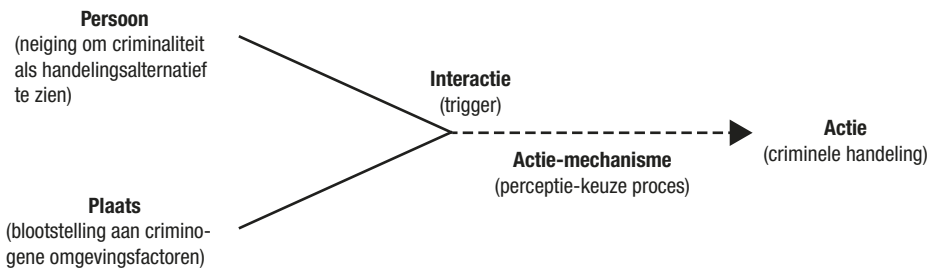 Persoon
(neiging om criminaliteit
als handelingsalternatief
te zien)
Interactie
(trigger)
Actie-mechanisme
(perceptie-keuze proces)
Actie
(criminele handeling)
Plaats
(blootstelling aan crimino-
gene omgevingsfactoren)